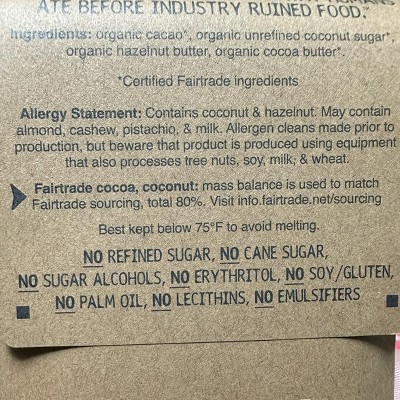 ATE BEFORE INDUSTRY RUINED FOOD.
Ingredients: organic cacao*, organic unrefined coconut sugar*,
organic hazelnut butter, organic cocoa butter*.
*Certified Fairtrade ingredients
Allergy Statement: Contains coconut & hazelnut. May contain
almond, cashew, pistachio, & milk. Allergen cleans made prior to
production, but beware that product is produced using equipment
that also processes tree nuts, soy, milk, & wheat.
Fairtrade cocoa, coconut: mass balance is used to match
Fairtrade sourcing, total 80%. Visit info.fairtrade.net/sourcing
Best kept below 75°F to avoid melting.
NO REFINED SUGAR, NO CANE SUGAR,
NO SUGAR ALCOHOLS, NO ERYTHRITOL, NO SOY/GLUTEN,
NO PALM OIL, NO LECITHINS, NO EMULSIFIERS